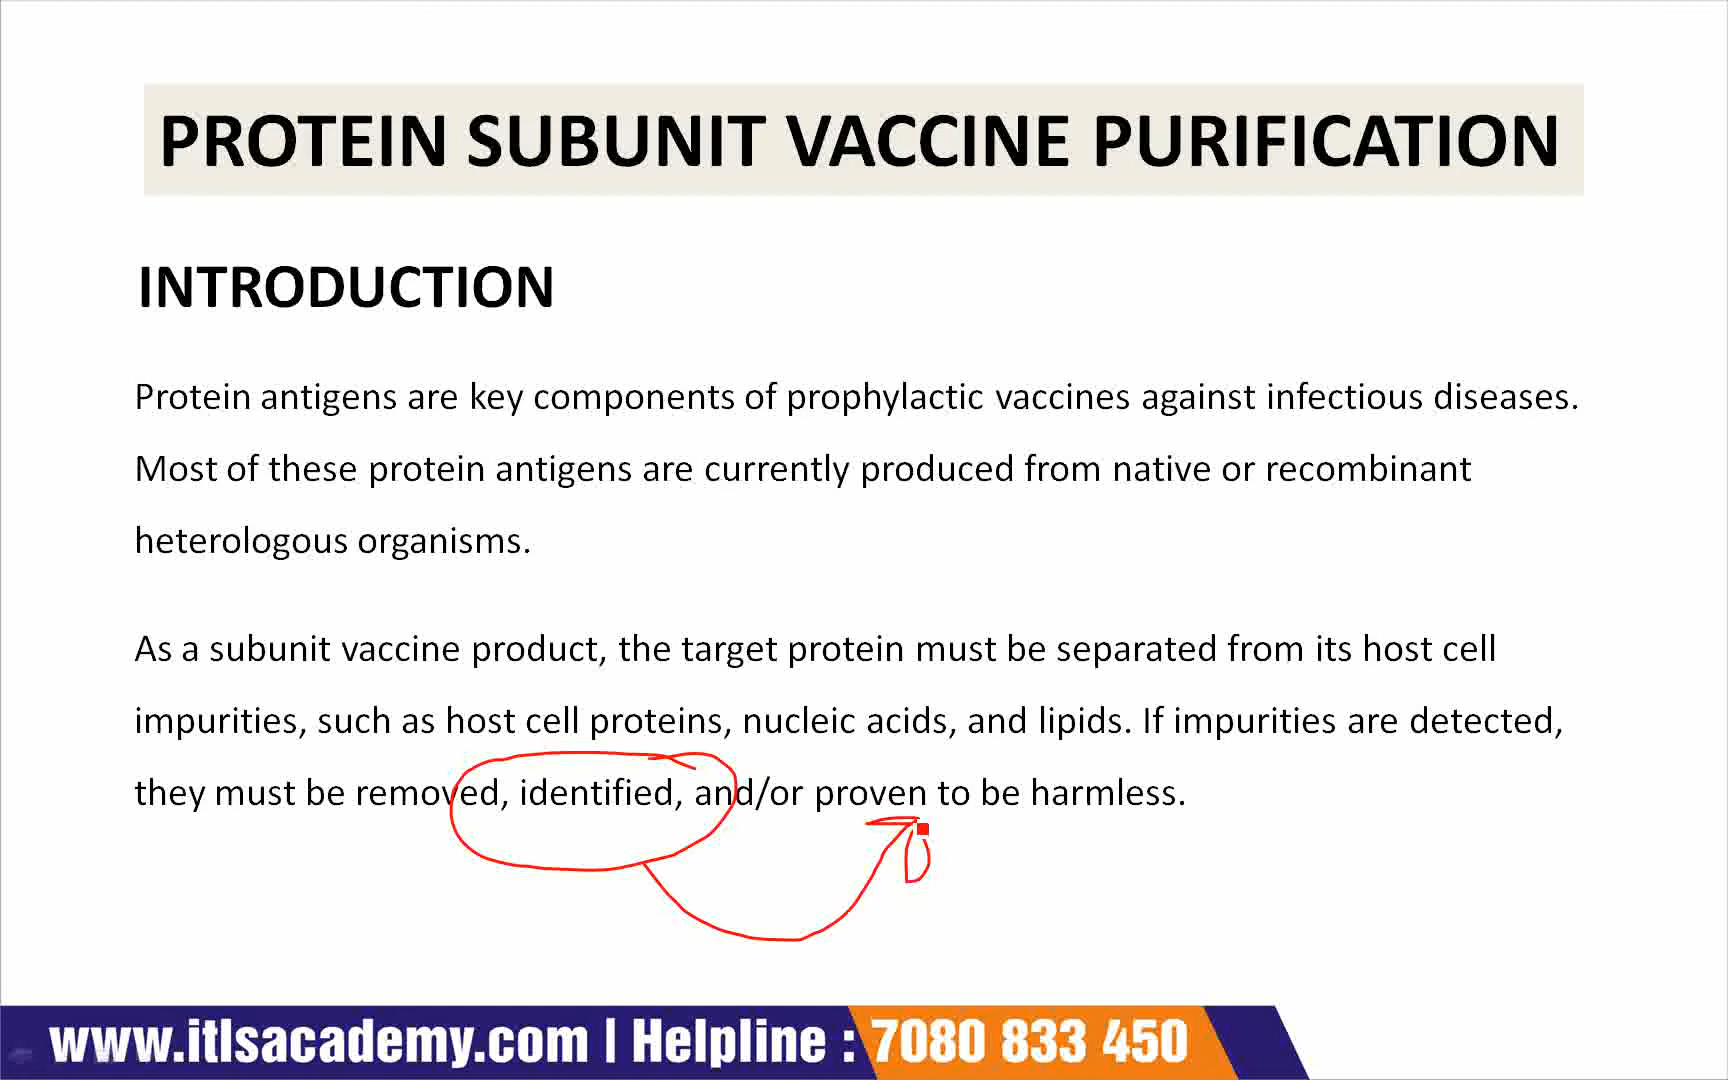 PROTEIN SUBUNIT VACCINE PURIFICATION
INTRODUCTION
Protein antigens are key components of prophylactic vaccines against infectious diseases.
Most of these protein antigens are currently produced from native or recombinant
heterologous organisms.
As a subunit vaccine product, the target protein must be separated from its host cell
impurities, such as host cell proteins, nucleic acids, and lipids. If impurities are detected,
they must be removed, identified, and/or proven to be harmless.
www.itlsacademy.com | Helpline : 7080 833 450